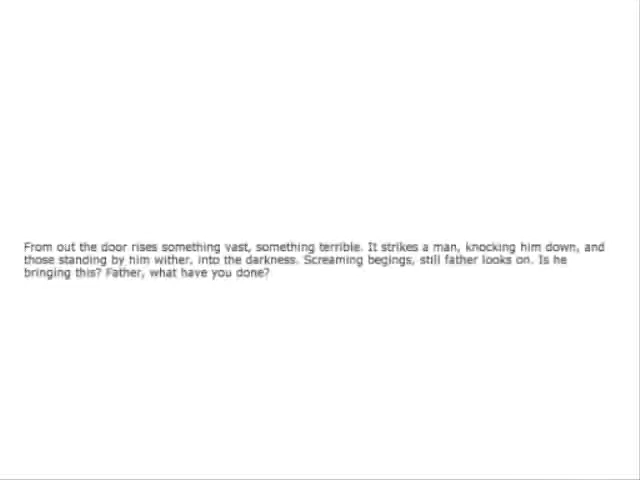 From out the door rises something vast, something terrible. It strikes a man, knocking him down, and
those standing by him wither, into the darkness. Screaming begings, still father looks on. Is he
bringing this? Father, what have you done?